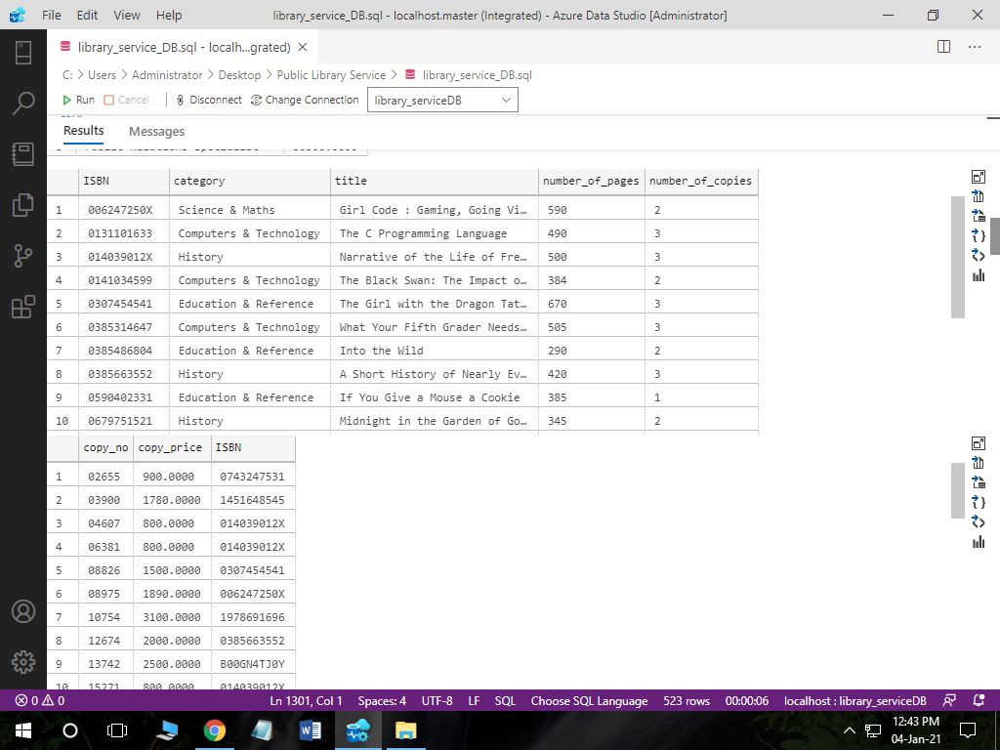 File Edit View Help library_service_DB.sql - localhost.master (Integrated) - Azure Data Studio [Administrator]
library_service_DB.sql - localh...grated)
C: > Users > Administrator > Desktop > Public Library Service > library_service_DB.sql
Run Cancel Disconnect Change Connection library_serviceDB
Results Messages
ISBN category title number_of_pages number_of_copies
1 006247250X Science & Maths Girl Code : Gaming, Going Vi… 590 2
2 0131101633 Computers & Technology The C Programming Language 490 3
3 014039012X History Narrative of the Life of Fre… 500 3
4 0141034599 Computers & Technology The Black Swan: The Impact o… 384 2
5 0307454541 Education & Reference The Girl with the Dragon Tat… 670 3
6 0385314647 Computers & Technology What Your Fifth Grader Needs… 505 3
7 0385486804 Education & Reference Into the Wild 290 2
8 0385663552 History A Short History of Nearly Ev… 420 3
9 0590402331 Education & Reference If You Give a Mouse a Cookie 385 1
10 0679751521 History Midnight in the Garden of Go… 345 2
copy_no copy_price ISBN
1 02655 900.0000 0743247531
2 03900 1780.0000 1451648545
3 04607 800.0000 014039012X
4 06381 800.0000 014039012X
5 08826 1500.0000 0307454541
6 08975 1890.0000 006247250X
7 10754 3100.0000 1978691696
8 12674 2000.0000 0385663552
9 13742 2500.0000 B00GN4TJ0Y
10 15271 800.0000 014039012X
0 0 Ln 1301, Col 1 Spaces: 4 UTF-8 LF SQL Choose SQL Language 523 rows 00:00:06 localhost : library_serviceDB
12:43 PM
04-Jan-21